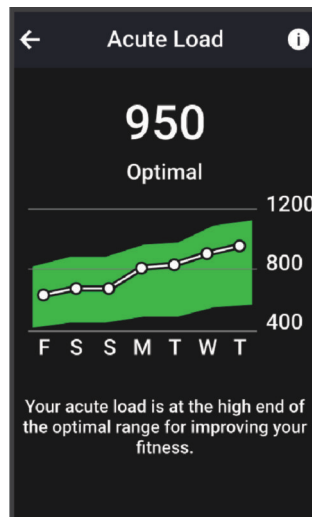 Acute Load
950
Optimal
1200
800
400
F S S M T W T
Your acute load is at the high end of
the optimal range for improving your
fitness.